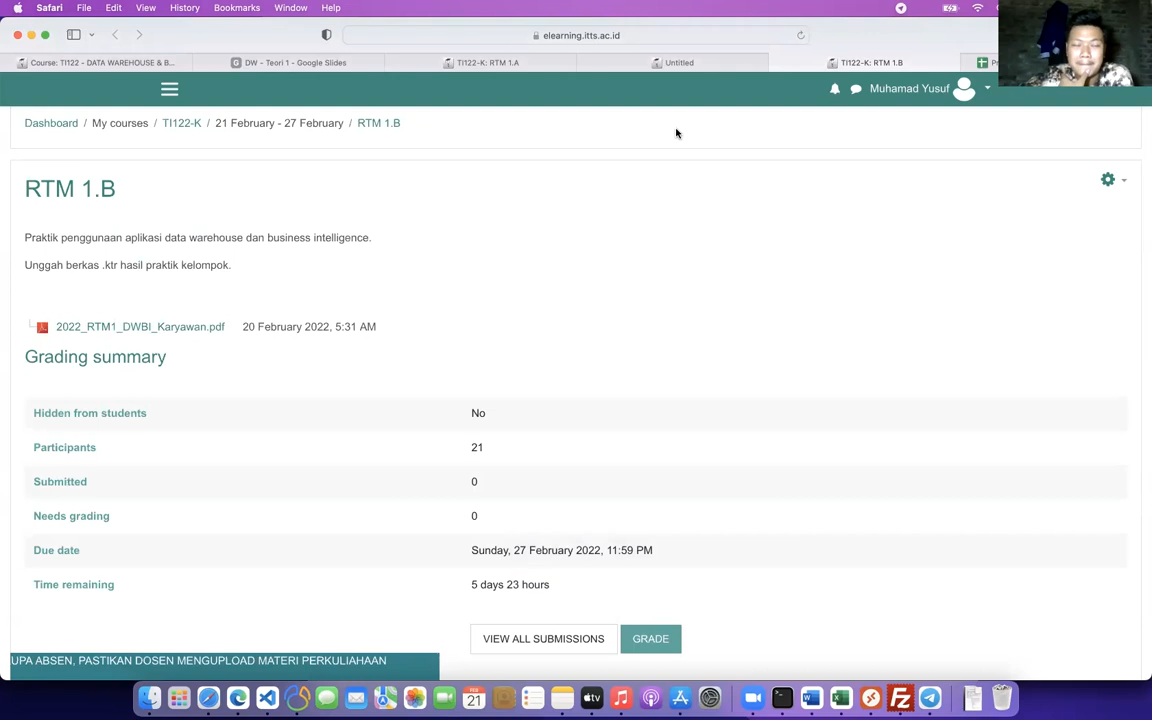 Safari File Edit View History Bookmarks Window Help
elearning.itts.ac.id
Course: TI122 - DATA WAREHOUSE & B... DW - Teori 1 - Google Slides TI122-K: RTM 1.A Untitled TI122-K: RTM 1.B
Muhamad Yusuf
Dashboard / My courses / TI122-K / 21 February - 27 February / RTM 1.B
RTM 1.B
Praktik penggunaan aplikasi data warehouse dan business intelligence.
Unggah berkas .ktr hasil praktik kelompok.
2022_RTM1_DWBI_Karyawan.pdf 20 February 2022, 5:31 AM
Grading summary
Hidden from students No
Participants 21
Submitted 0
Needs grading 0
Due date Sunday, 27 February 2022, 11:59 PM
Time remaining 5 days 23 hours
VIEW ALL SUBMISSIONS GRADE
UPA ABSEN, PASTIKAN DOSEN MENGUPLOAD MATERI PERKULIAHAAN
21
tv